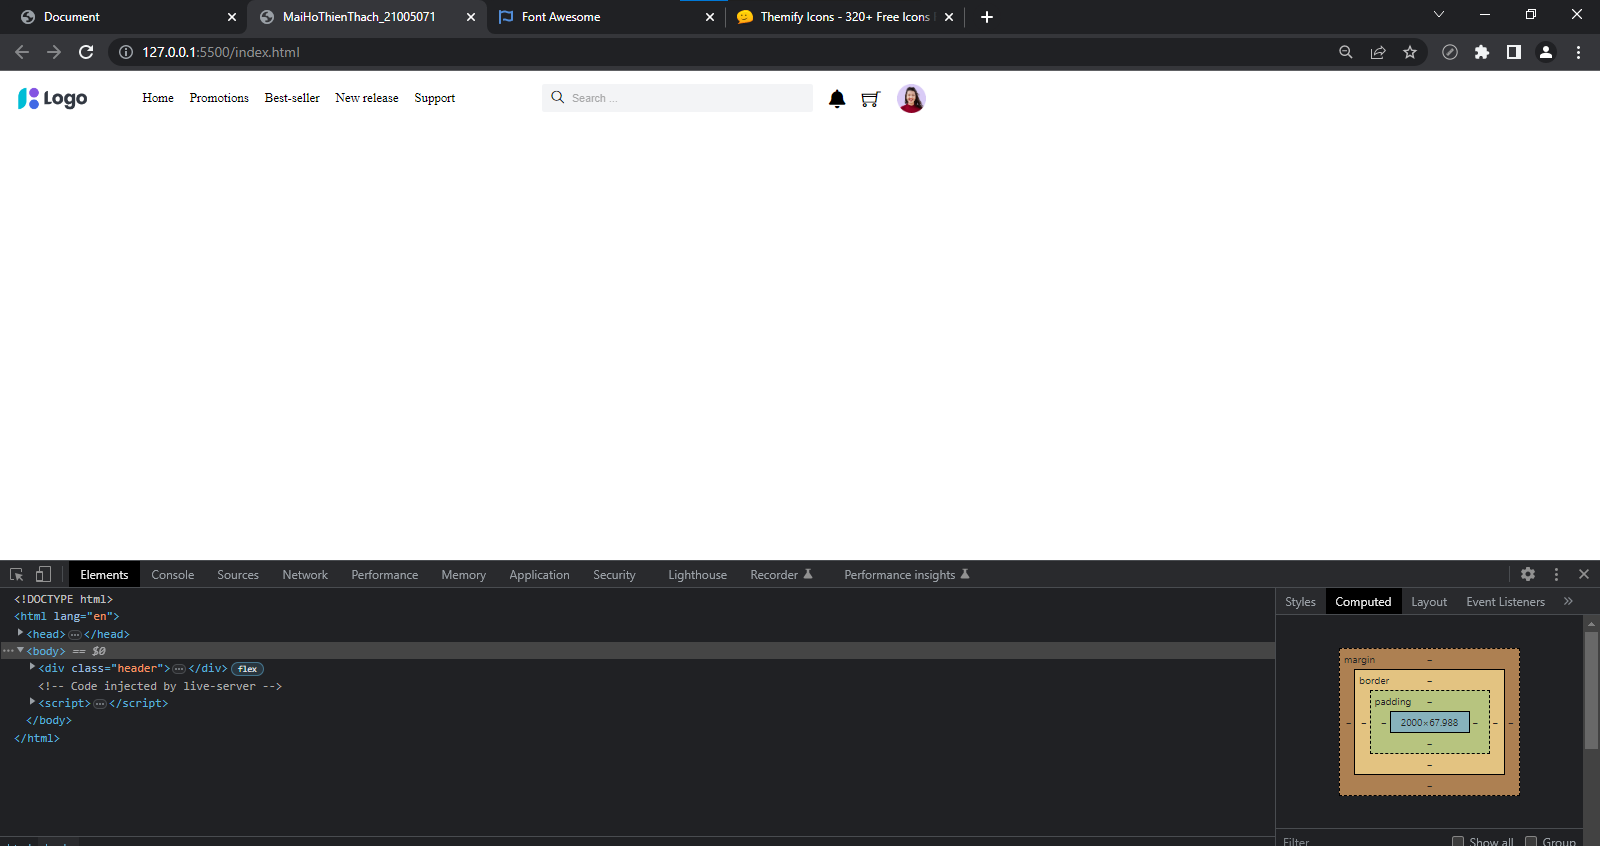 Document
MaiHoThienThach_21005071
Font Awesome
Themify Icons - 320+ Free Icons
127.0.0.1:5500/index.html
Logo
Home
Promotions
Best-seller
New release
Support
Search ...
Elements
Console
Sources
Network
Performance
Memory
Application
Security
Lighthouse
Recorder
Performance insights
<!DOCTYPE html>
<html lang="en">
<head>…</head>
<body> == $0
<div class="header">…</div> flex
<!-- Code injected by live-server -->
<script>…</script>
</body>
</html>
Styles
Computed
Layout
Event Listeners
margin
-
border
-
padding
-
- - - 2000×67.988 - - -
-
-
-
Filter
Show all
Group